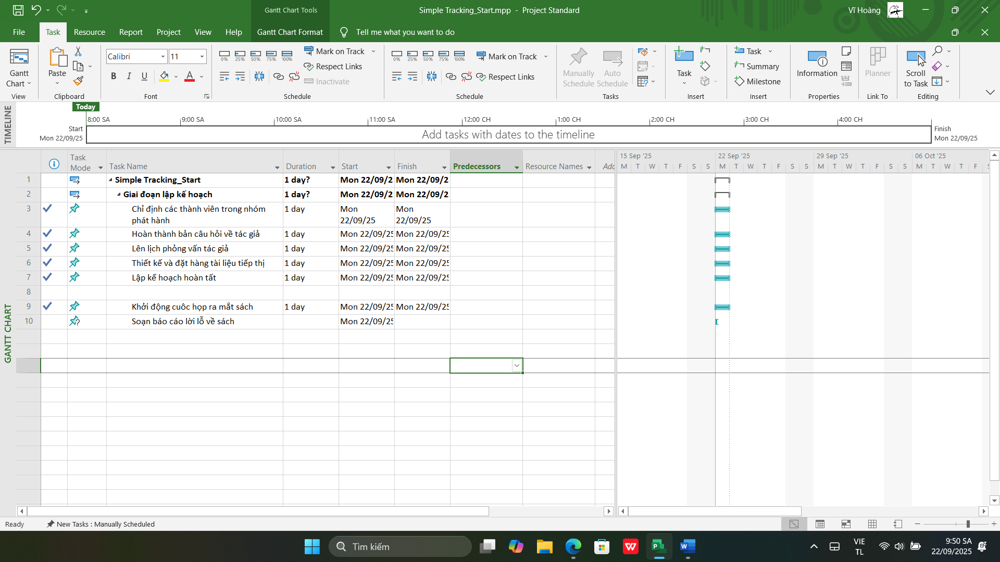 Gantt Chart Tools
Simple Tracking_Start.mpp - Project Standard
Vĩ Hoàng
File Task Resource Report Project View Help Gantt Chart Format Tell me what you want to do
Gantt Chart
View
Paste
Clipboard
Calibri 11
B I U A
Font
0% 25% 50% 75% 100%
Mark on Track
Respect Links
Inactivate
Schedule
0% 25% 50% 75% 100%
Mark on Track
Respect Links
Schedule
Manually Schedule
Auto Schedule
Tasks
Task
Insert
Task
Summary
Milestone
Insert
Information
Properties
Planner
Link To
Scroll to Task
Editing
TIMELINE
Today
8:00 SA 9:00 SA 10:00 SA 11:00 SA 12:00 CH 1:00 CH 2:00 CH 3:00 CH 4:00 CH
Start
Mon 22/09/25
Add tasks with dates to the timeline
Finish
Mon 22/09/25
GANTT CHART
Task Mode Task Name Duration Start Finish Predecessors Resource Names Add
15 Sep '25 22 Sep '25 29 Sep '25 06 Oct '25
M T W T F S S M T W T F S S M T W T F S S M T W T F S
1 Simple Tracking_Start 1 day? Mon 22/09/2 Mon 22/09/2
2 Giai đoạn lập kế hoạch 1 day? Mon 22/09/2 Mon 22/09/2
3 Chỉ định các thành viên trong nhóm phát hành 1 day Mon 22/09/25 Mon 22/09/25
4 Hoàn thành bản câu hỏi về tác giả 1 day Mon 22/09/25 Mon 22/09/25
5 Lên lịch phỏng vấn tác giả 1 day Mon 22/09/25 Mon 22/09/25
6 Thiết kế và đặt hàng tài liệu tiếp thị 1 day Mon 22/09/25 Mon 22/09/25
7 Lập kế hoạch hoàn tất 1 day Mon 22/09/25 Mon 22/09/25
8
9 Khởi động cuôc họp ra mắt sách 1 day Mon 22/09/25 Mon 22/09/25
10 Soạn báo cáo lời lỗ về sách Mon 22/09/25
Ready New Tasks : Manually Scheduled
Tìm kiếm
VIE
TL
9:50 SA
22/09/2025